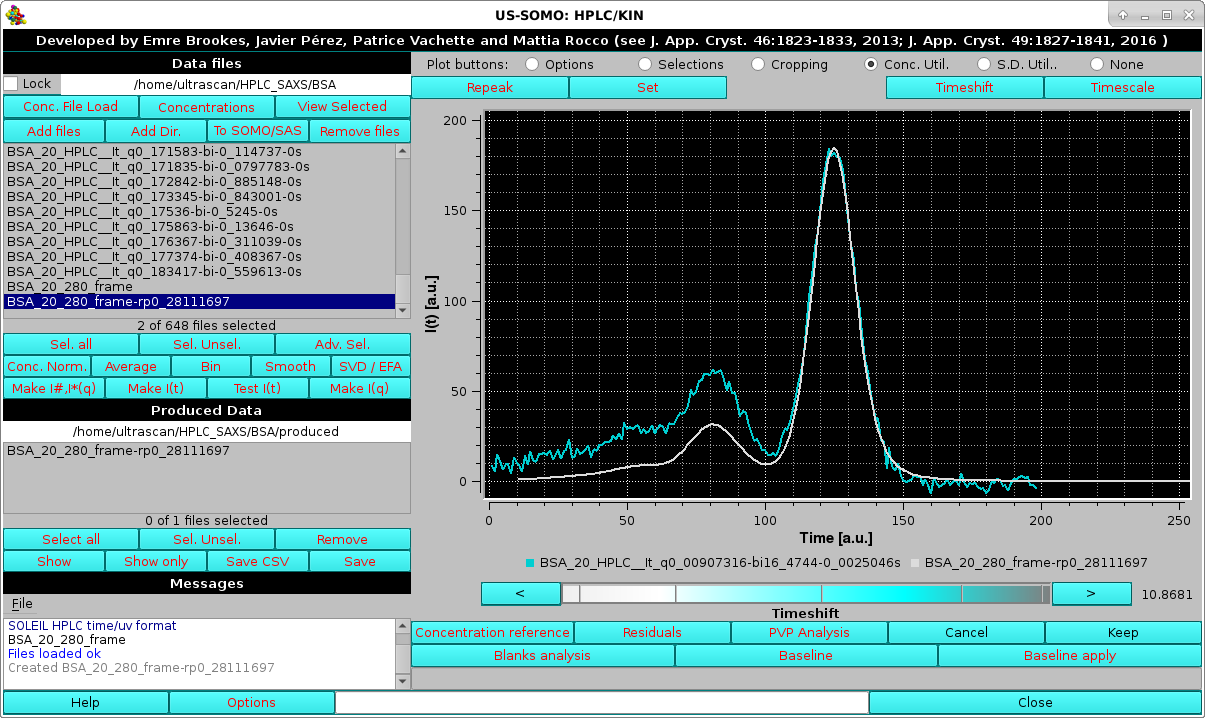 US-SOMO: HPLC/KIN
Developed by Emre Brookes, Javier Pérez, Patrice Vachette and Mattia Rocco (see J. App. Cryst. 46:1823-1833, 2013; J. App. Cryst. 49:1827-1841, 2016 )
Data files
Lock /home/ultrascan/HPLC_SAXS/BSA
Conc. File Load Concentrations View Selected
Add files Add Dir. To SOMO/SAS Remove files
BSA_20_HPLC__It_q0_171583-bi-0_114737-0s
BSA_20_HPLC__It_q0_171835-bi-0_0797783-0s
BSA_20_HPLC__It_q0_172842-bi-0_885148-0s
BSA_20_HPLC__It_q0_173345-bi-0_843001-0s
BSA_20_HPLC__It_q0_17536-bi-0_5245-0s
BSA_20_HPLC__It_q0_175863-bi-0_13646-0s
BSA_20_HPLC__It_q0_176367-bi-0_311039-0s
BSA_20_HPLC__It_q0_177374-bi-0_408367-0s
BSA_20_HPLC__It_q0_183417-bi-0_559613-0s
BSA_20_280_frame
BSA_20_280_frame-rp0_28111697
2 of 648 files selected
Sel. all Sel. Unsel. Adv. Sel.
Conc. Norm. Average Bin Smooth SVD / EFA
Make I#,I*(q) Make I(t) Test I(t) Make I(q)
Produced Data
/home/ultrascan/HPLC_SAXS/BSA/produced
BSA_20_280_frame-rp0_28111697
0 of 1 files selected
Select all Sel. Unsel. Remove
Show Show only Save CSV Save
Messages
File
SOLEIL HPLC time/uv format
BSA_20_280_frame
Files loaded ok
Created BSA_20_280_frame-rp0_28111697
Plot buttons: Options Selections Cropping Conc. Util. S.D. Util.. None
Repeak Set Timeshift Timescale
200
150
100
50
0
I(t) [a.u.]
0 50 100 150 200 250
Time [a.u.]
BSA_20_HPLC__It_q0_00907316-bi16_4744-0_0025046s BSA_20_280_frame-rp0_28111697
< > 10.8681
Timeshift
Concentration reference Residuals PVP Analysis Cancel Keep
Blanks analysis Baseline Baseline apply
Help Options Close